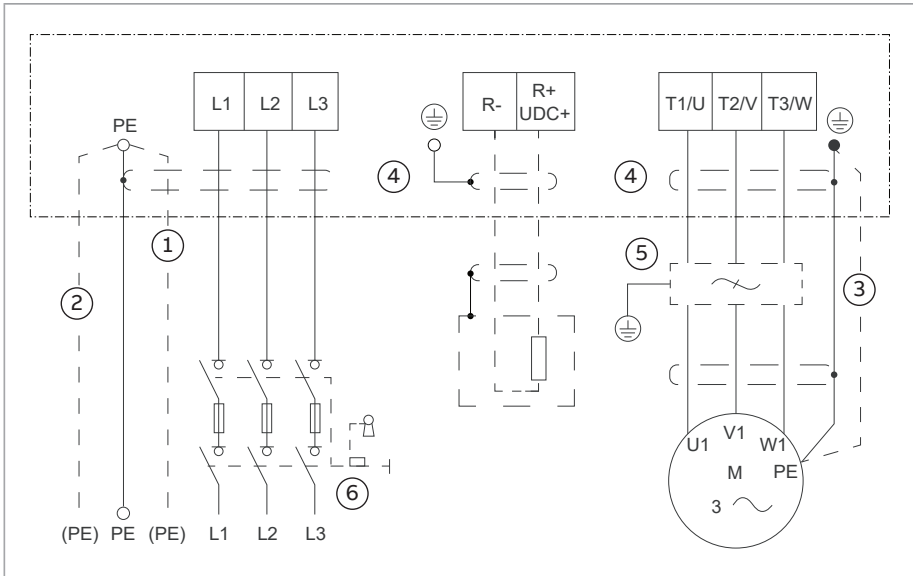 L1 L2 L3 R- R+ UDC+ T1/U T2/V T3/W
PE
4 4
1
5
2 3
U1 V1 W1
M PE
3
6
(PE) PE (PE) L1 L2 L3